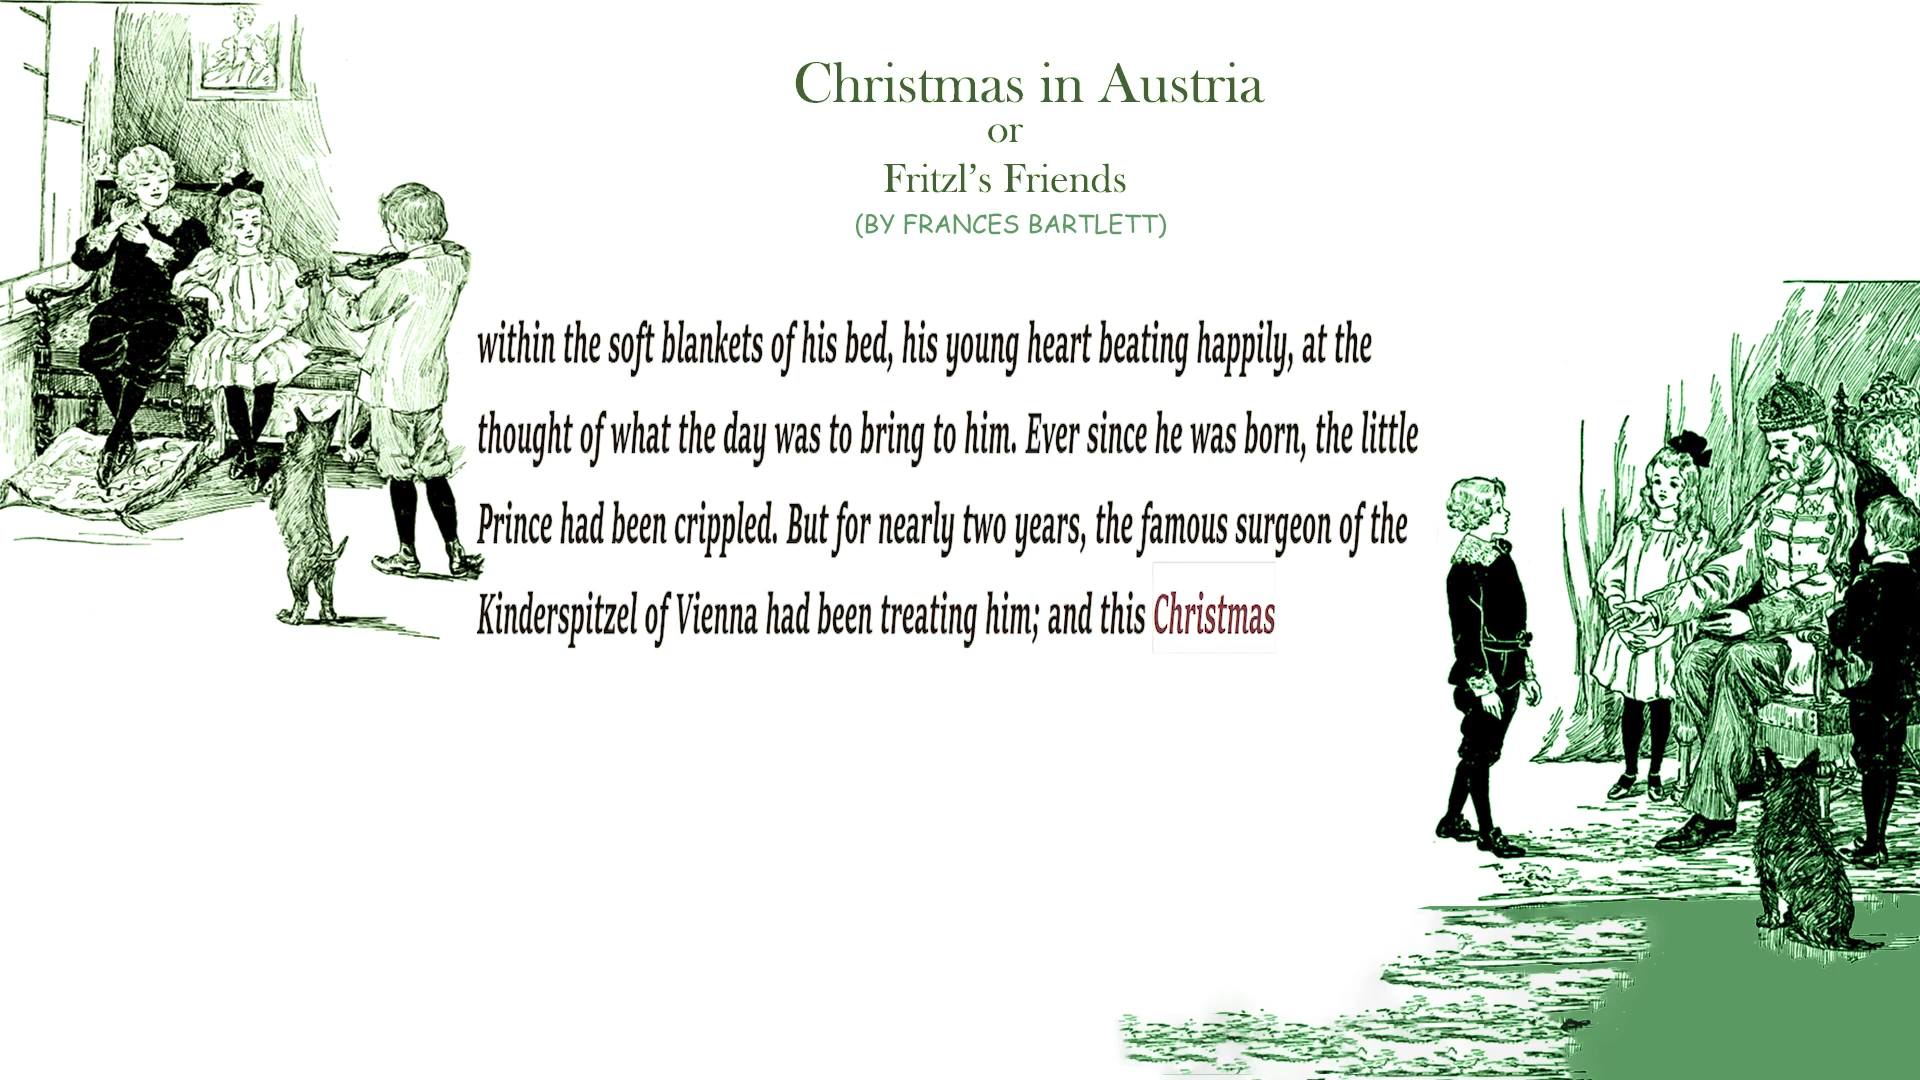 Christmas in Austria
or
Fritzl’s Friends
(BY FRANCES BARTLETT)
within the soft blankets of his bed, his young heart beating happily, at the
thought of what the day was to bring to him. Ever since he was born, the little
Prince had been crippled. But for nearly two years, the famous surgeon of the
Kinderspitzel of Vienna had been treating him; and this Christmas